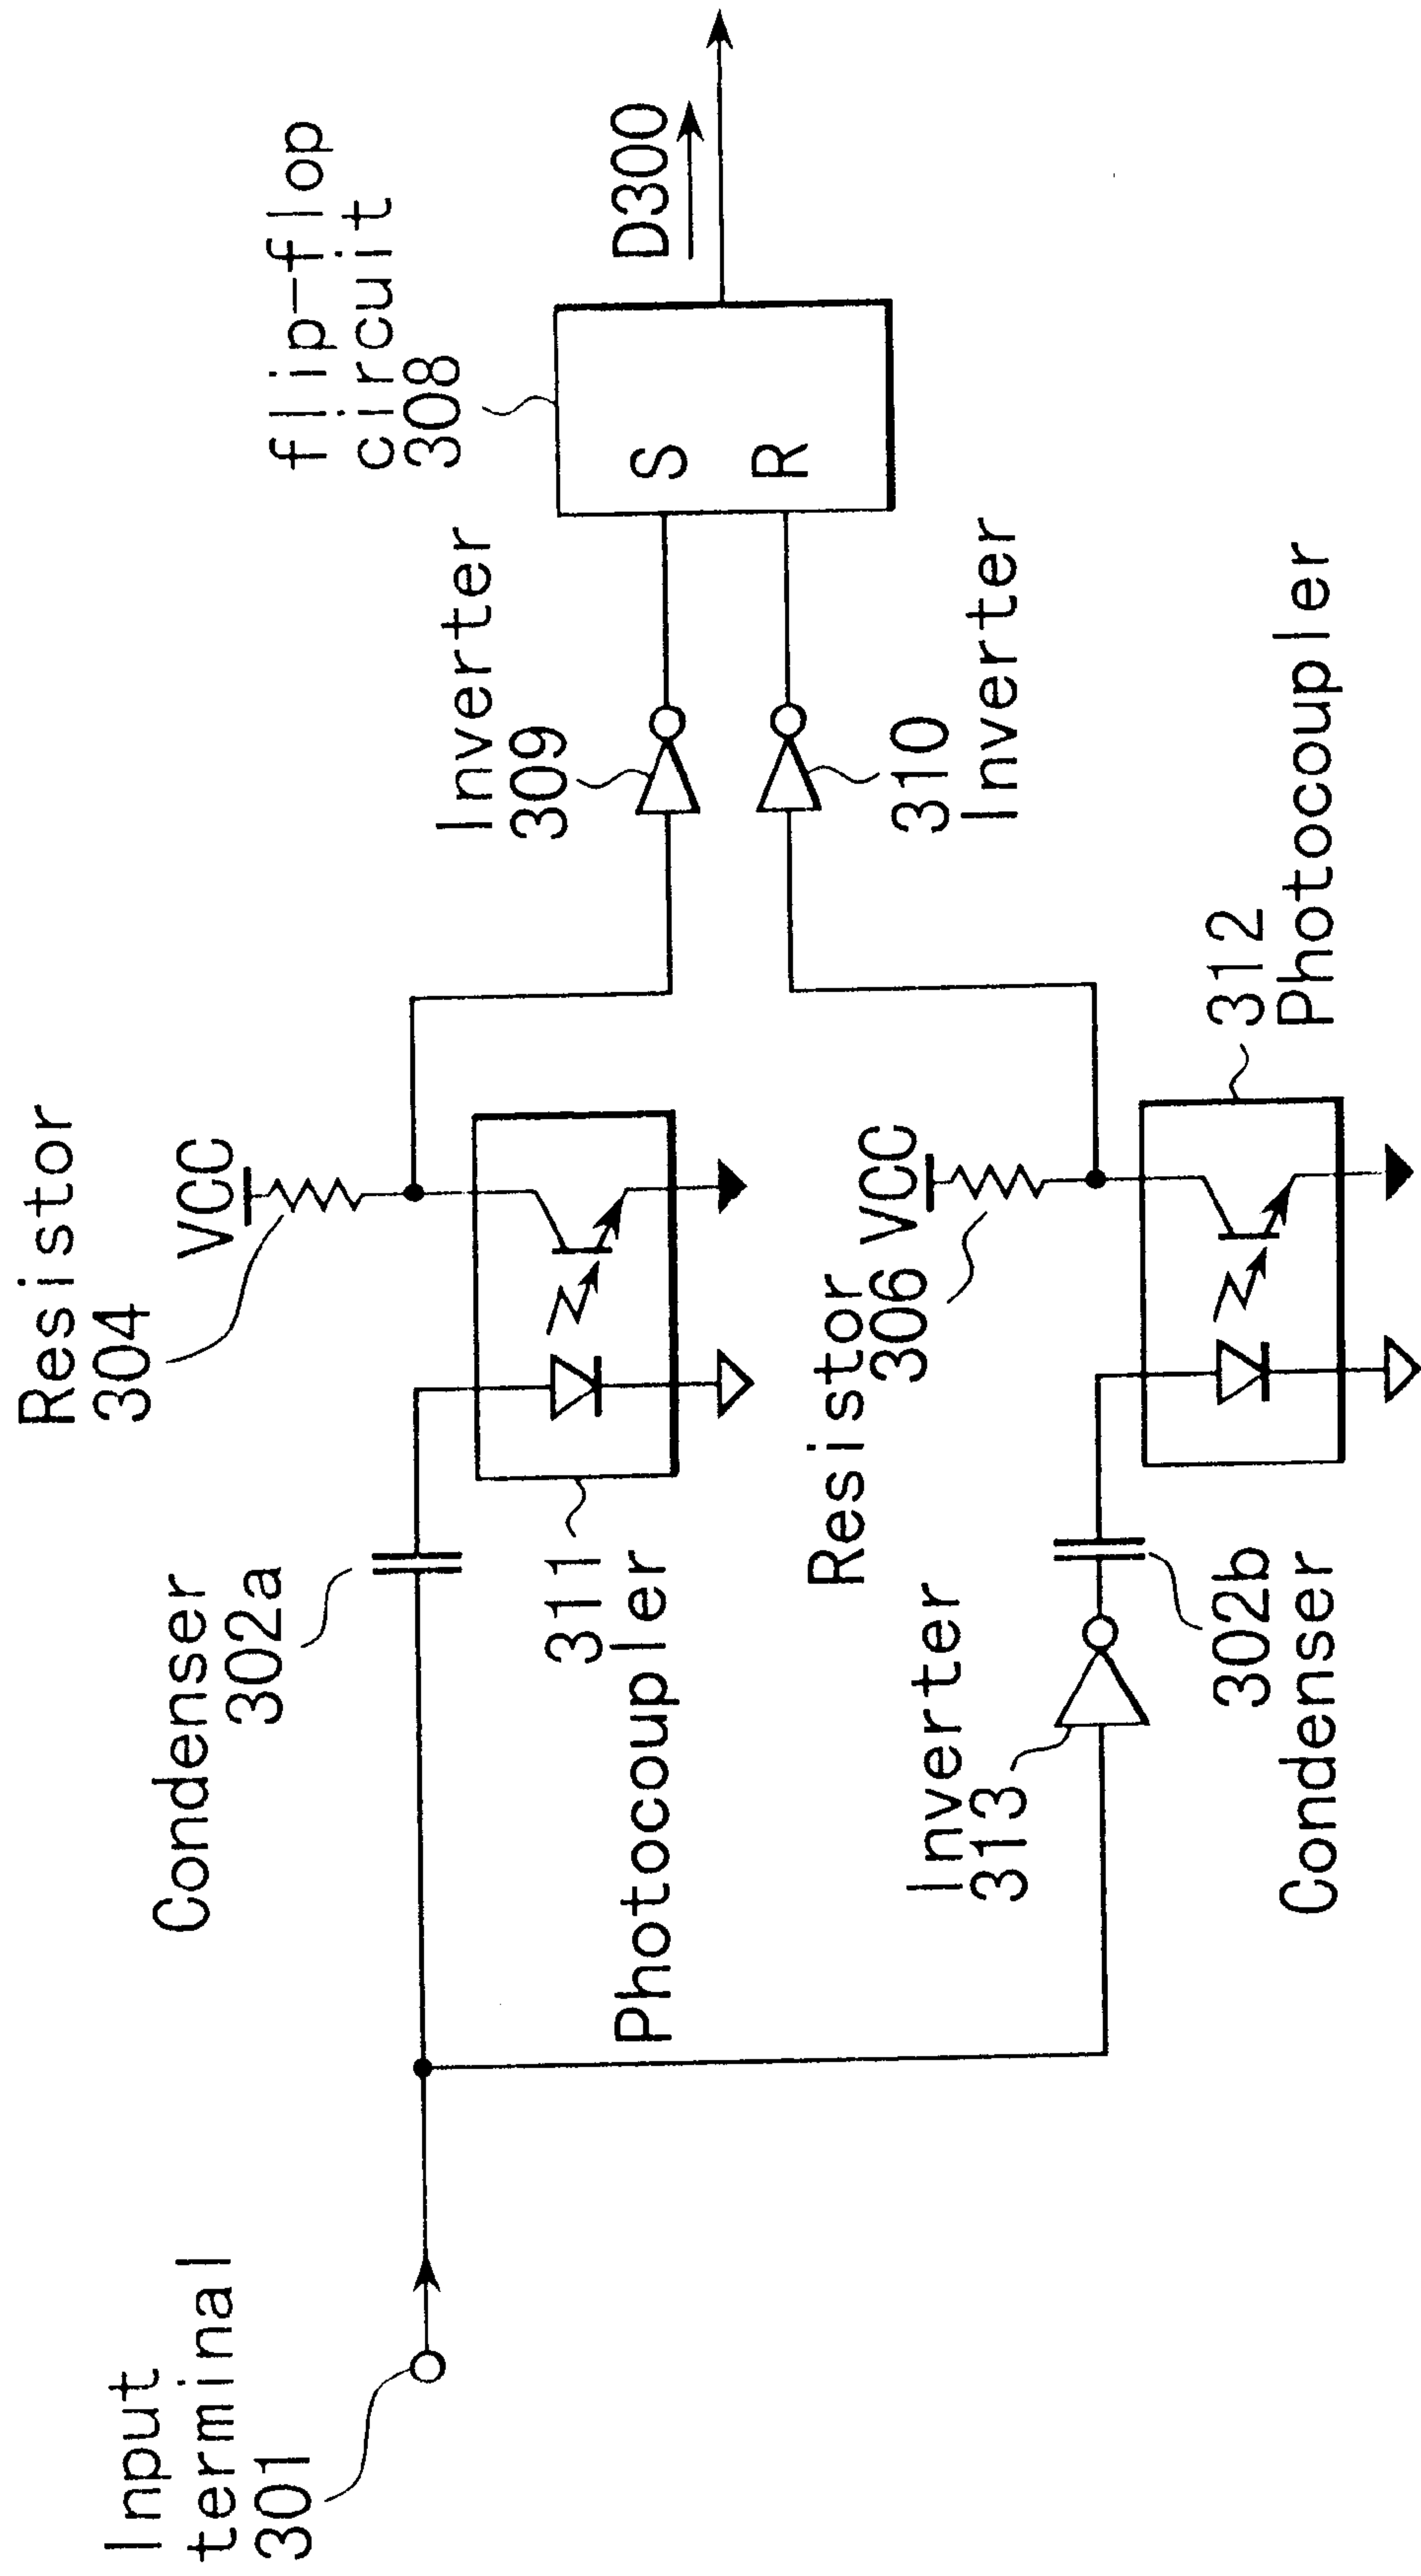 Input
terminal
301
Condenser
302a
Resistor
304
VCC
311
Photocoupler
Inverter
309
flip-flop
circuit
308
S
R
D300
310
Inverter
Resistor
306
VCC
Inverter
313
302b
Condenser
312
Photocoupler